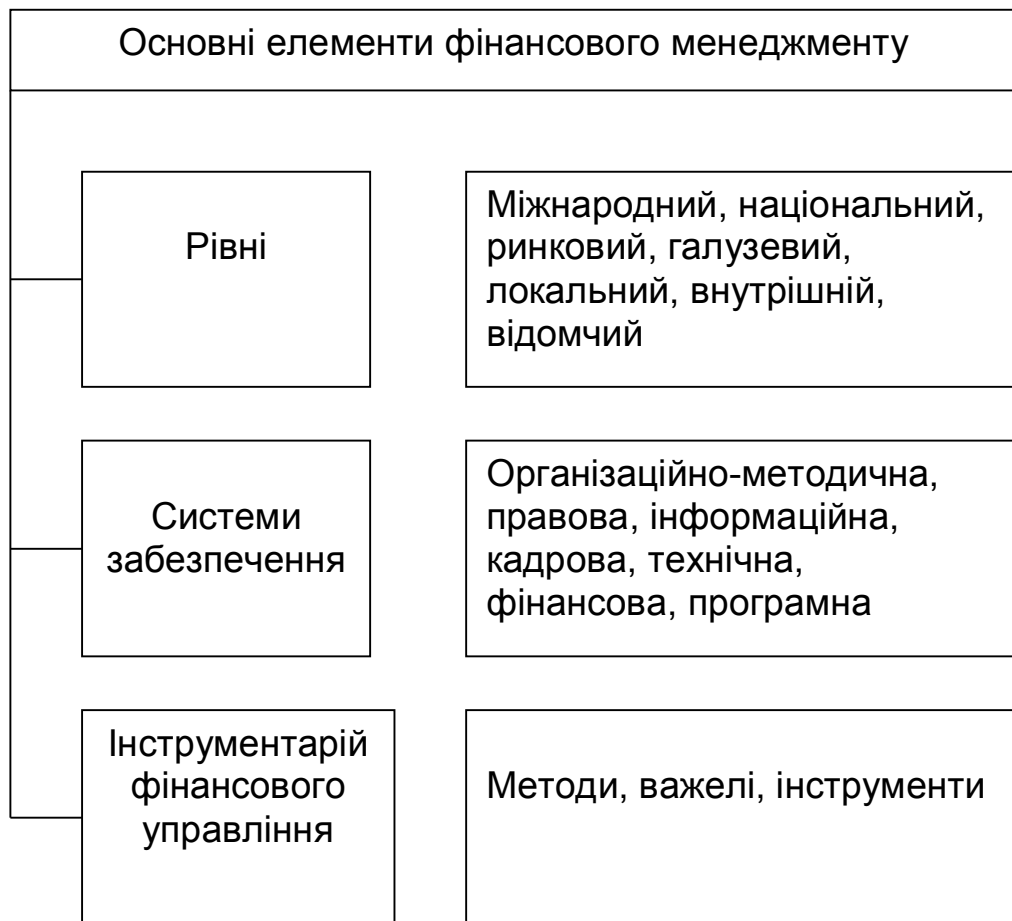 Основні елементи фінансового менеджменту
Рівні
Міжнародний, національний,
ринковий, галузевий,
локальний, внутрішній,
відомчий
Системи
забезпечення
Організаційно-методична,
правова, інформаційна,
кадрова, технічна,
фінансова, програмна
Інструментарій
фінансового
управління
Методи, важелі, інструменти